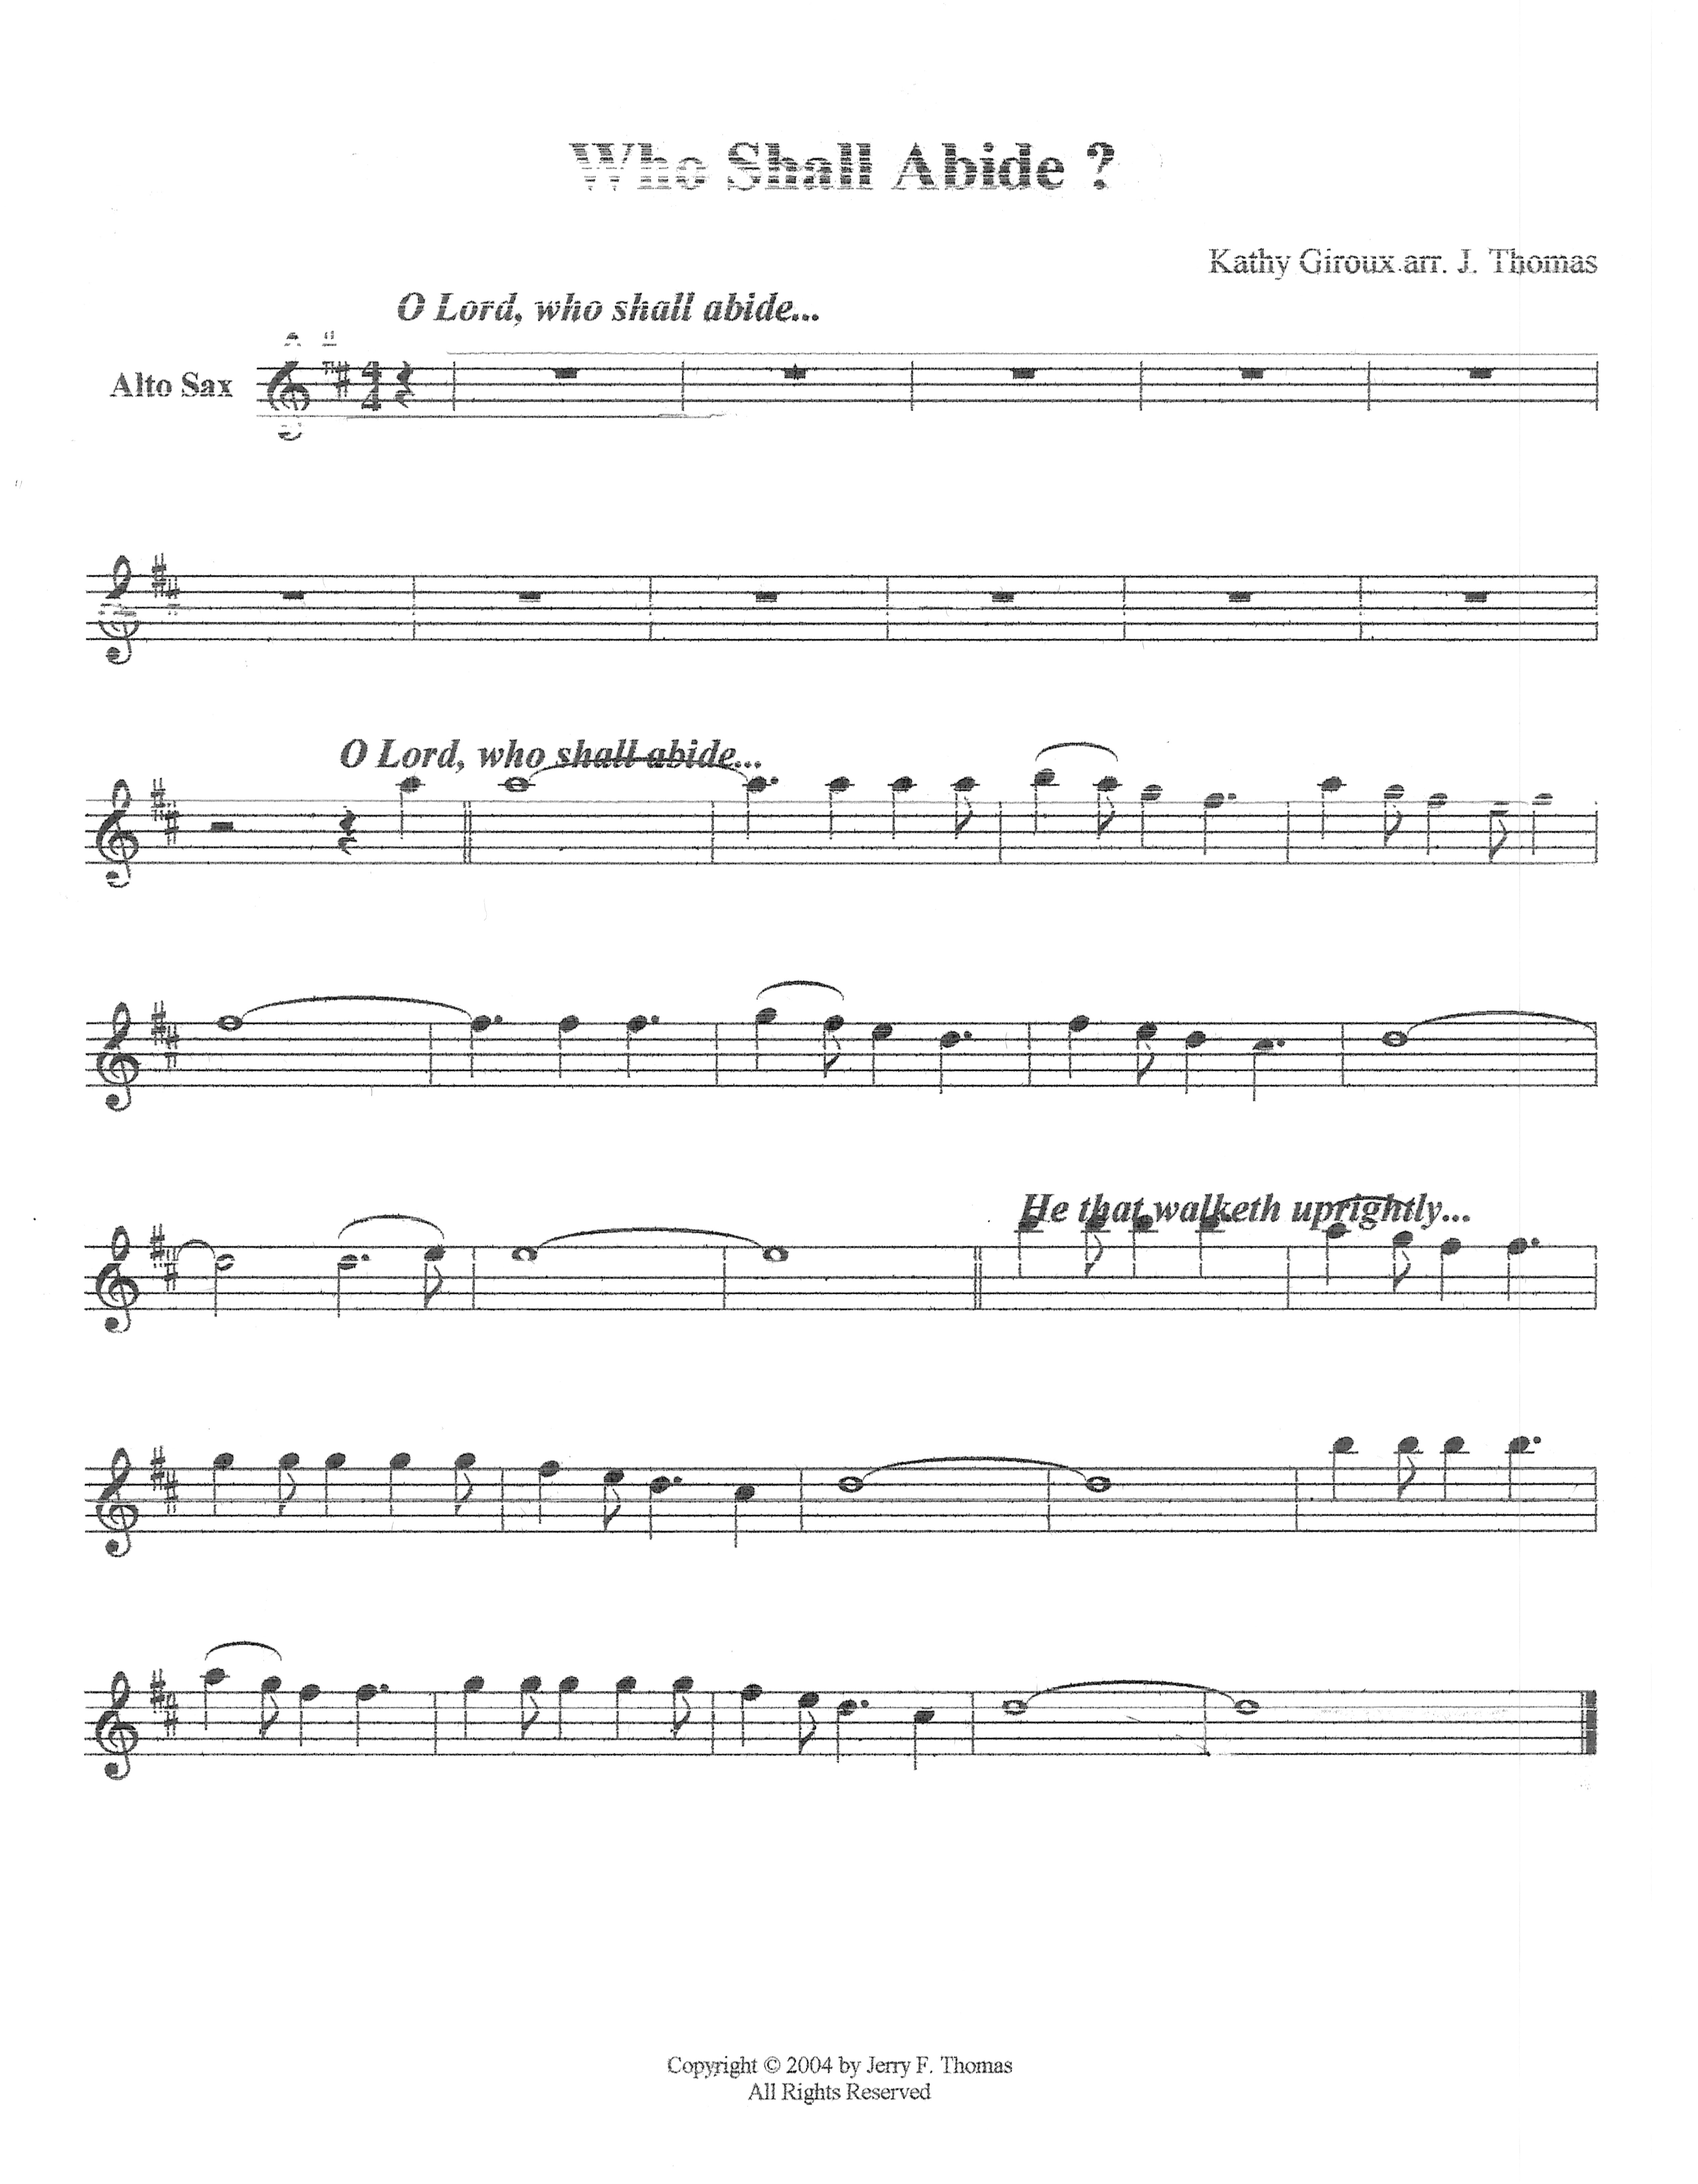 Who Shall Abide ?
Kathy Giroux arr. J. Thomas
O Lord, who shall abide...
Alto Sax
4
4
O Lord, who shall abide...
He that walketh uprightly...
Copyright © 2004 by Jerry F. Thomas
All Rights Reserved